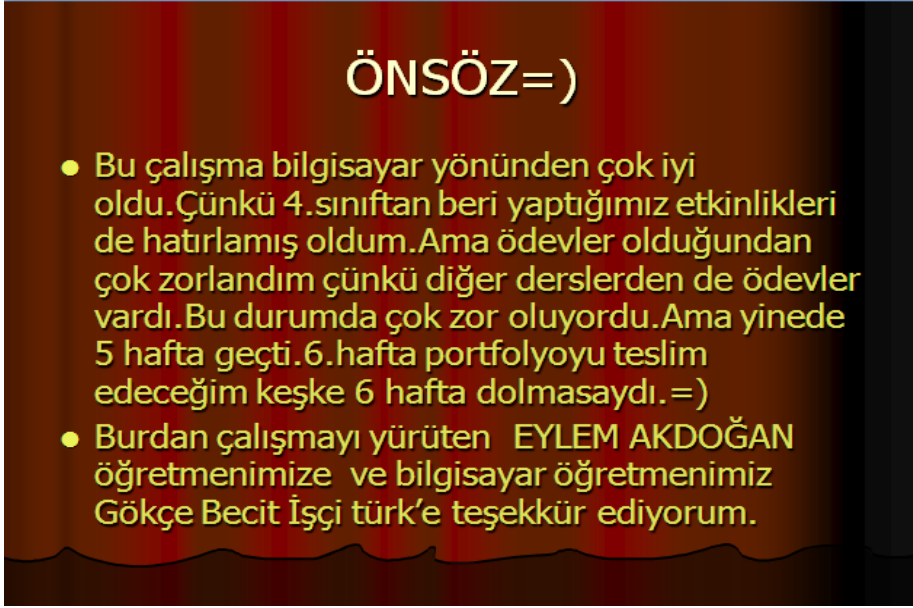 ÖNSÖZ=)
● Bu çalışma bilgisayar yönünden çok iyi
oldu.Çünkü 4.sınıftan beri yaptığımız etkinlikleri
de hatırlamış oldum.Ama ödevler olduğundan
çok zorlandım çünkü diğer derslerden de ödevler
vardı.Bu durumda çok zor oluyordu.Ama yinede
5 hafta geçti.6.hafta portfolyoyu teslim
edeceğim keşke 6 hafta dolmasaydı.=)
● Burdan çalışmayı yürüten EYLEM AKDOĞAN
öğretmenimize ve bilgisayar öğretmenimiz
Gökçe Becit İşçi türk’e teşekkür ediyorum.